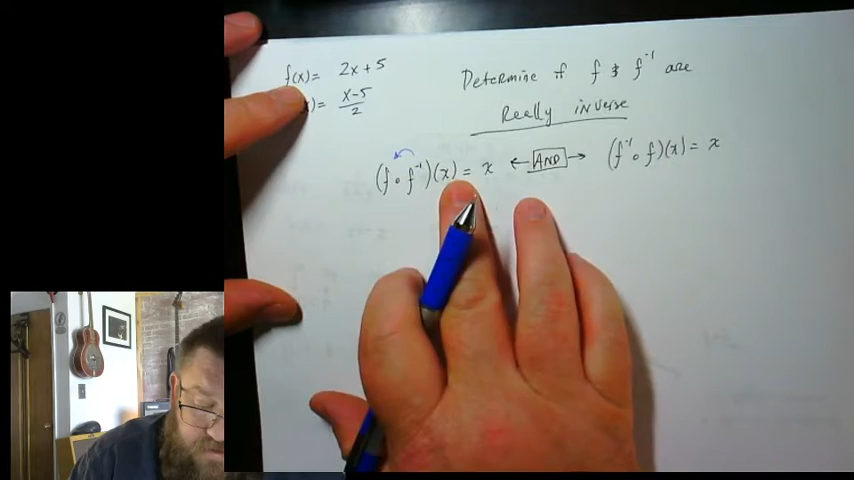 f(x) = 2x + 5
x) = x-5/2
Determine if f & f⁻¹ are
Really inverse
(f∘f⁻¹)(x) = x ←AND→ (f⁻¹∘f)(x) = x